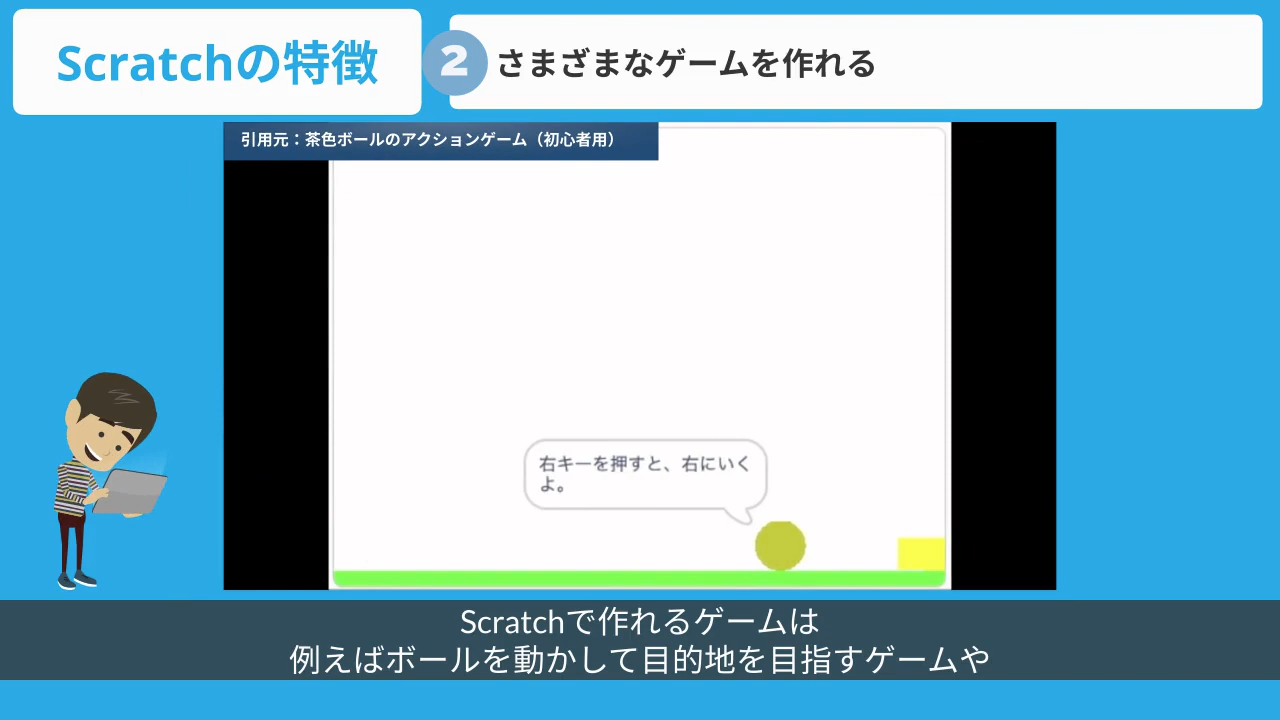 Scratchの特徴
2 さまざまなゲームを作れる
引用元：茶色ボールのアクションゲーム（初心者用）
右キーを押すと、右にいく
よ。
Scratchで作れるゲームは
例えばボールを動かして目的地を目指すゲームや